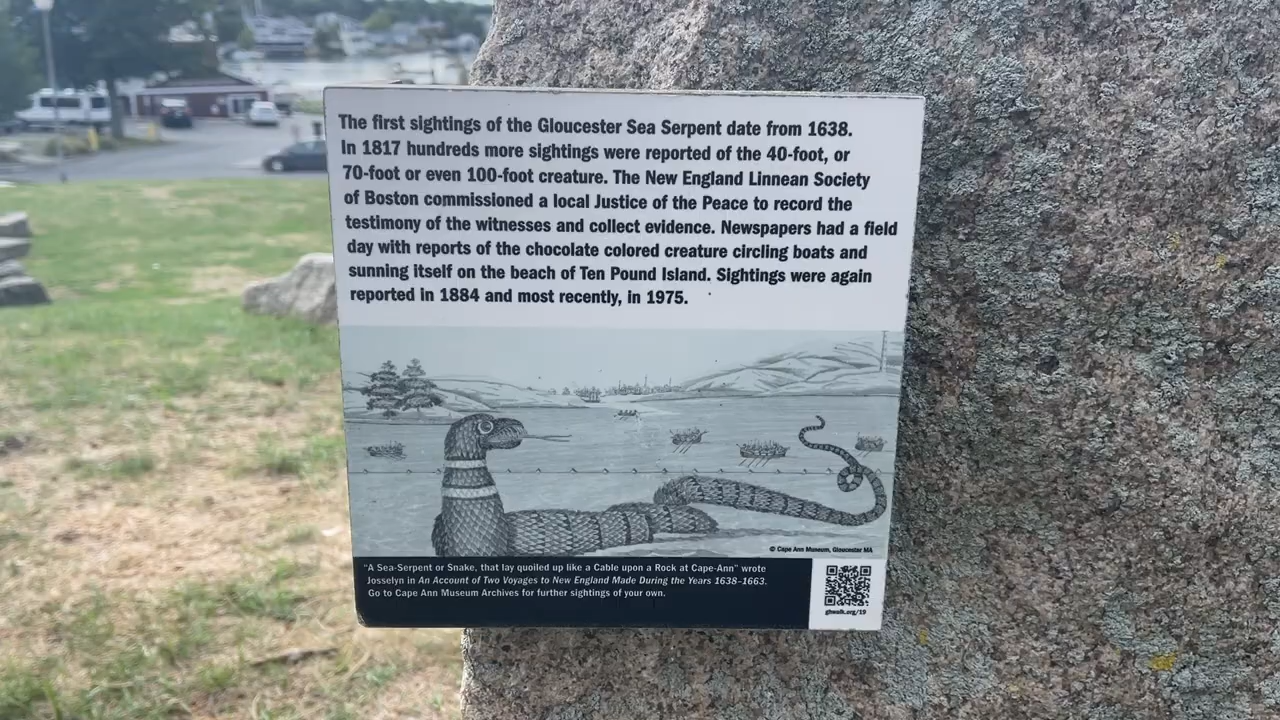 The first sightings of the Gloucester Sea Serpent date from 1638.
In 1817 hundreds more sightings were reported of the 40-foot, or
70-foot or even 100-foot creature. The New England Linnean Society
of Boston commissioned a local Justice of the Peace to record the
testimony of the witnesses and collect evidence. Newspapers had a field
day with reports of the chocolate colored creature circling boats and
sunning itself on the beach of Ten Pound Island. Sightings were again
reported in 1884 and most recently, in 1975.
© Cape Ann Museum, Gloucester MA
"A Sea-Serpent or Snake, that lay quoiled up like a Cable upon a Rock at Cape-Ann" wrote
Josselyn in An Account of Two Voyages to New England Made During the Years 1638–1663.
Go to Cape Ann Museum Archives for further sightings of your own.
ghwalk.org/19